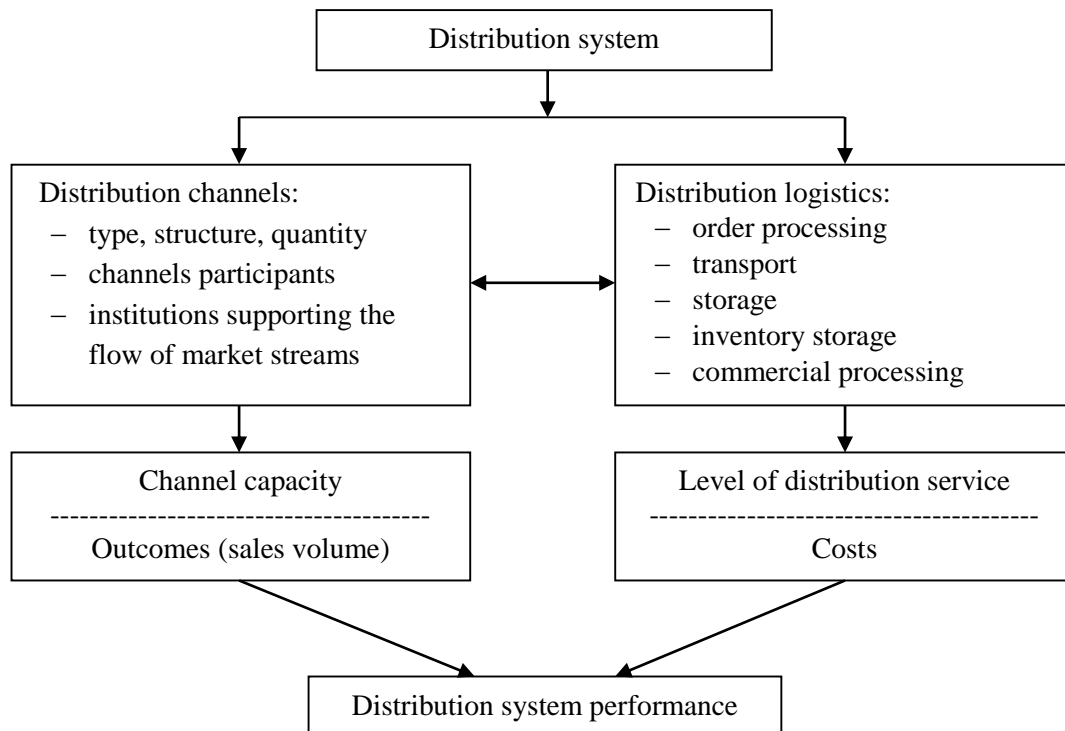 Distribution system
Distribution channels:
– type, structure, quantity
– channels participants
– institutions supporting the
flow of market streams
Distribution logistics:
– order processing
– transport
– storage
– inventory storage
– commercial processing
Channel capacity
Outcomes (sales volume)
Level of distribution service
Costs
Distribution system performance